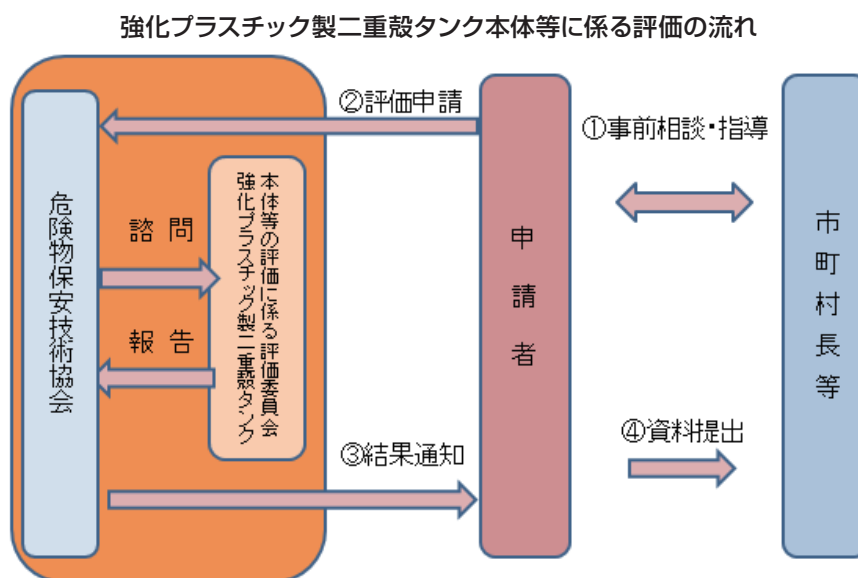 強化プラスチック製二重殻タンク本体等に係る評価の流れ
②評価申請
①事前相談・指導
危険物保安技術協会
諮問
報告
強化プラスチック製二重殻タンク
本体等の評価に係る評価委員会
申請者
市町村長等
③結果通知
④資料提出